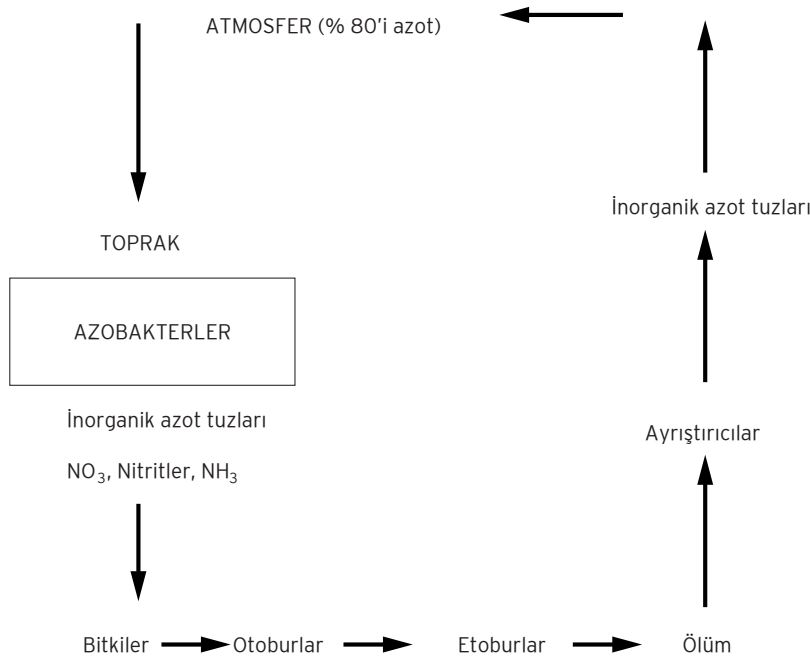 ATMOSFER (% 80’i azot)
İnorganik azot tuzları
TOPRAK
AZOBAKTERLER
İnorganik azot tuzları
Ayrıştırıcılar
NO₃, Nitritler, NH₃
Bitkiler Otoburlar Etoburlar Ölüm